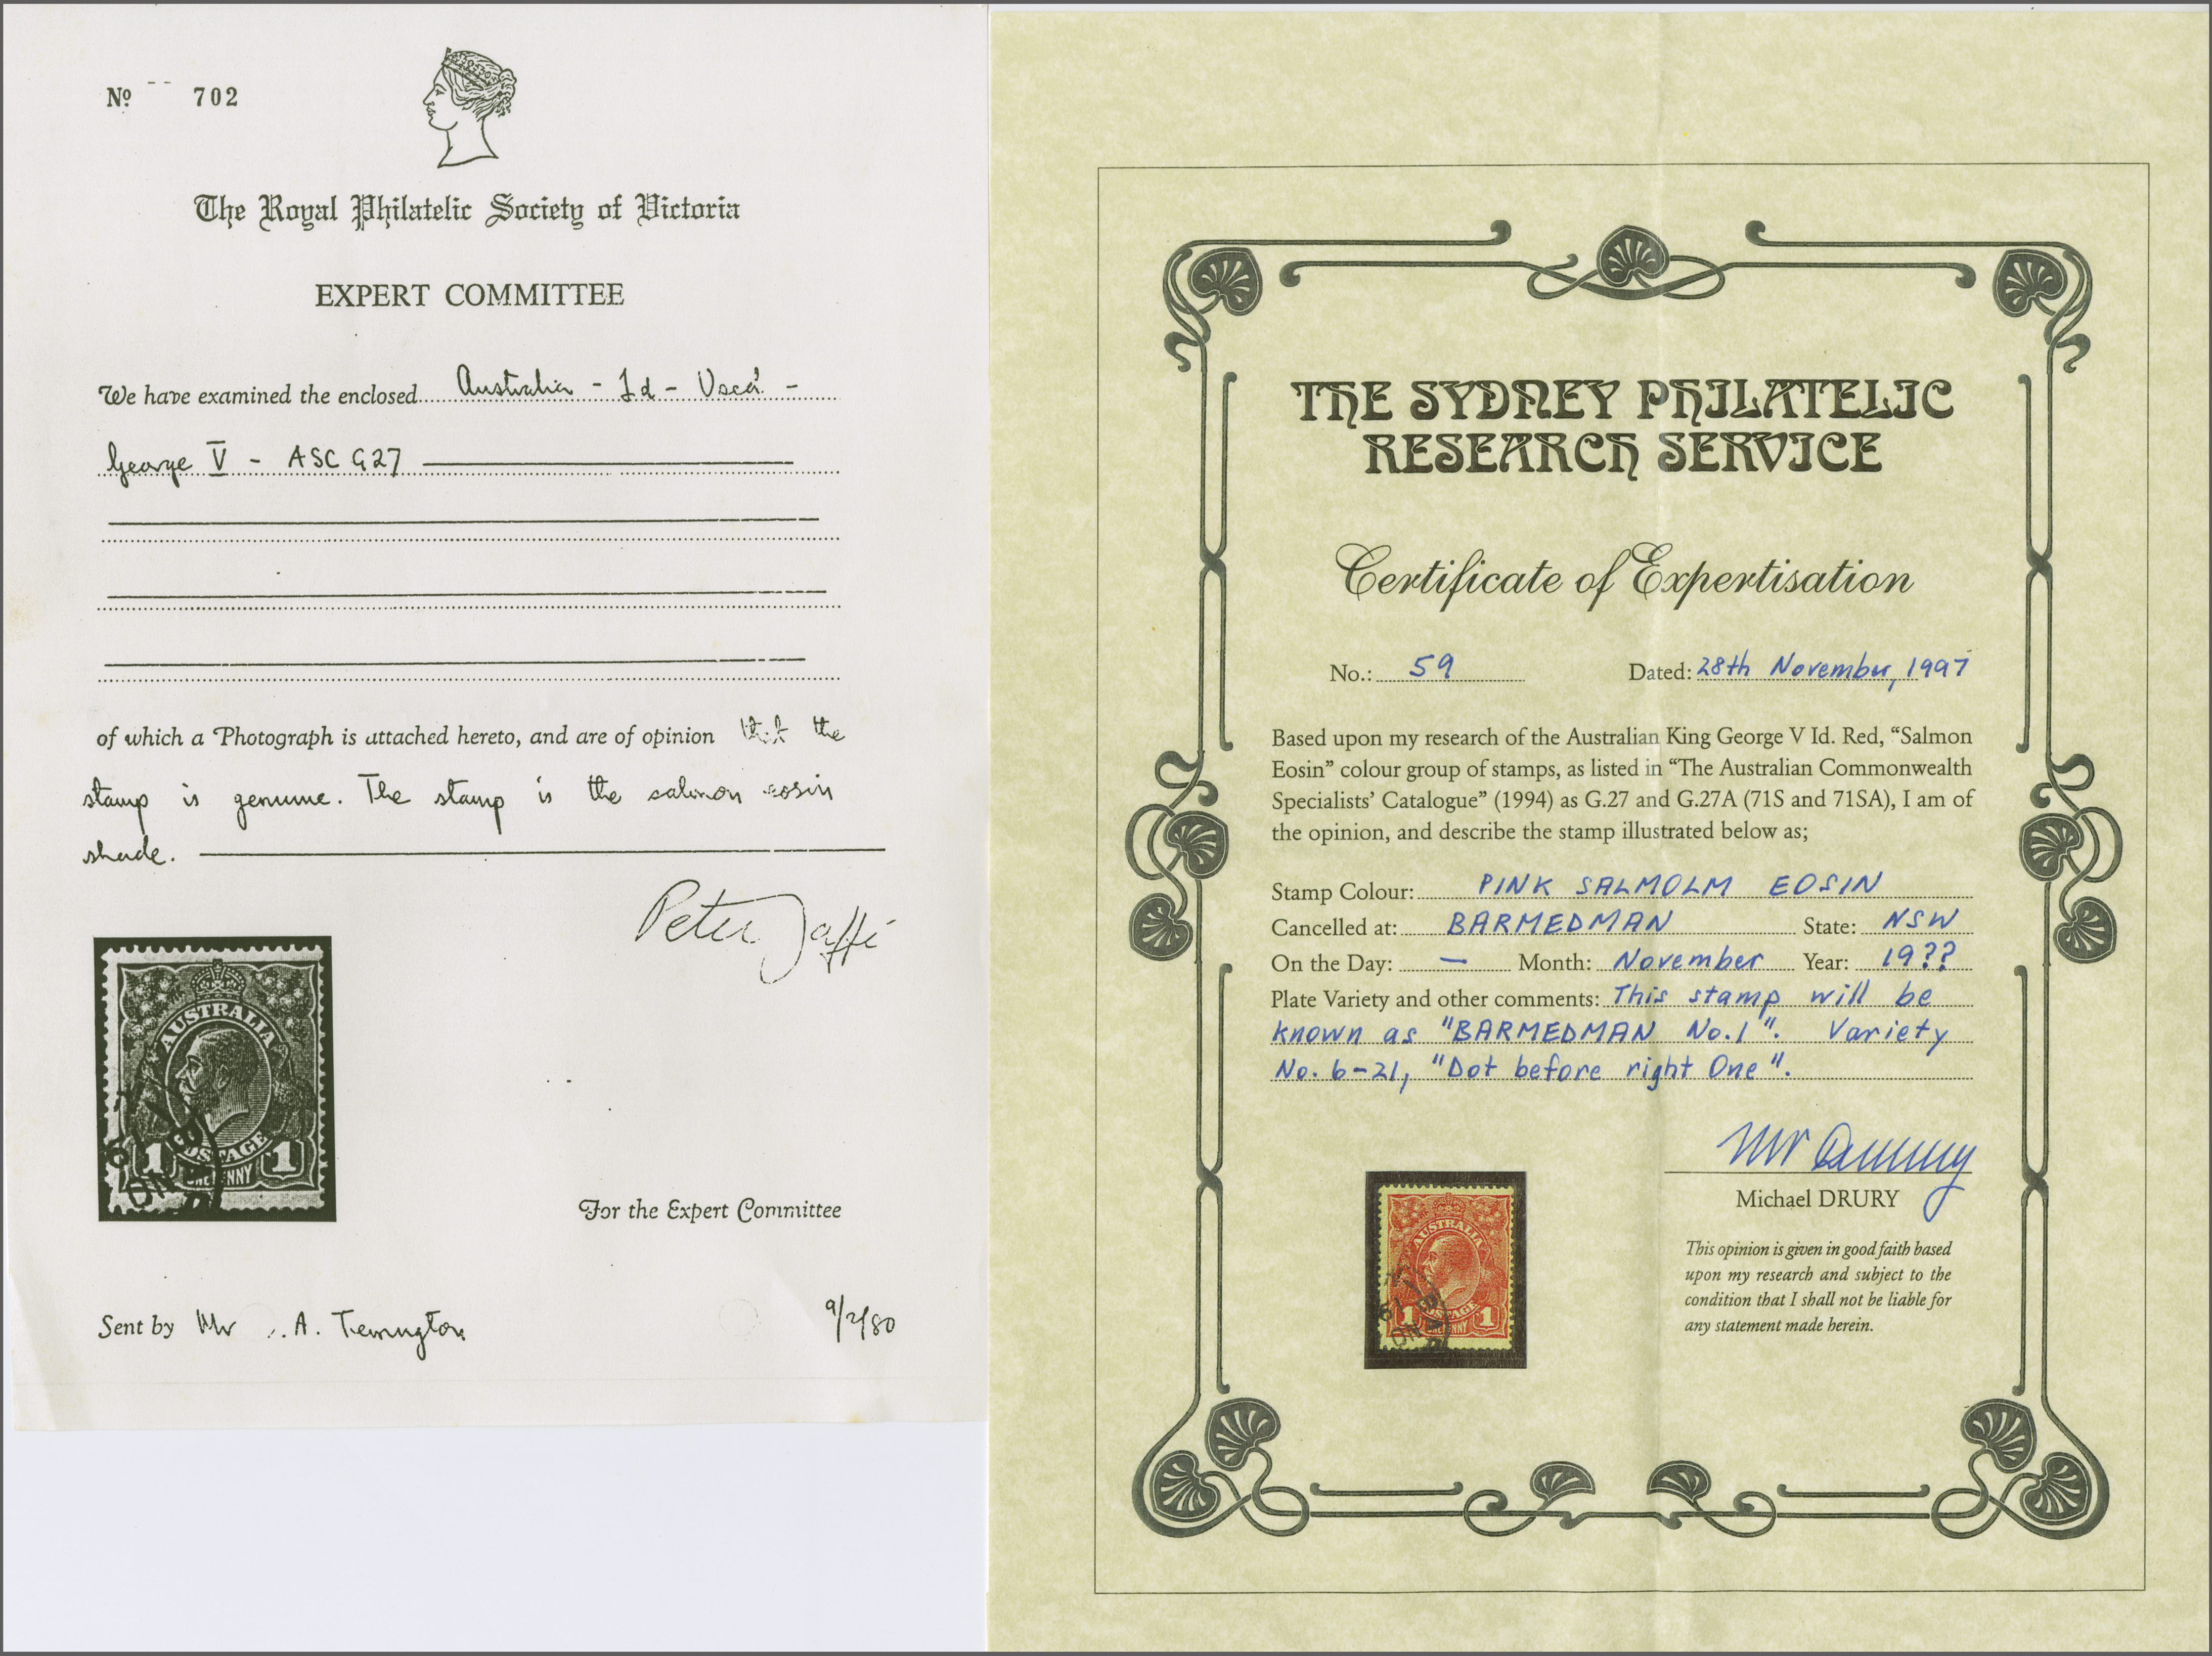 No 702
The Royal Philatelic Society of Victoria
EXPERT COMMITTEE
We have examined the enclosed Australia - 1d - Used -
George V - ASC G27
of which a Photograph is attached hereto, and are of opinion that the
stamp is genuine. The stamp is the salmon eosin
shade.
Peter Jaffé
AUSTRALIA
POSTAGE
1 ONE PENNY 1
For the Expert Committee
Sent by Mr A.
9/2/80
THE SYDNEY PHILATELIC
RESEARCH SERVICE
Certificate of Expertisation
No.: 59 Dated: 28th November, 1997
Based upon my research of the Australian King George V Id. Red, “Salmon
Eosin” colour group of stamps, as listed in “The Australian Commonwealth
Specialists’ Catalogue” (1994) as G.27 and G.27A (71S and 71SA), I am of
the opinion, and describe the stamp illustrated below as;
Stamp Colour: PINK SALMOLM EOSIN
Cancelled at: BARMEDMAN State: NSW
On the Day: — Month: November Year: 19??
Plate Variety and other comments: This stamp will be
known as "BARMEDMAN No.1". Variety
No. 6-21, "Dot before right One".
Michael DRURY
AUSTRALIA
POSTAGE
1 ONE PENNY 1
This opinion is given in good faith based
upon my research and subject to the
condition that I shall not be liable for
any statement made herein.